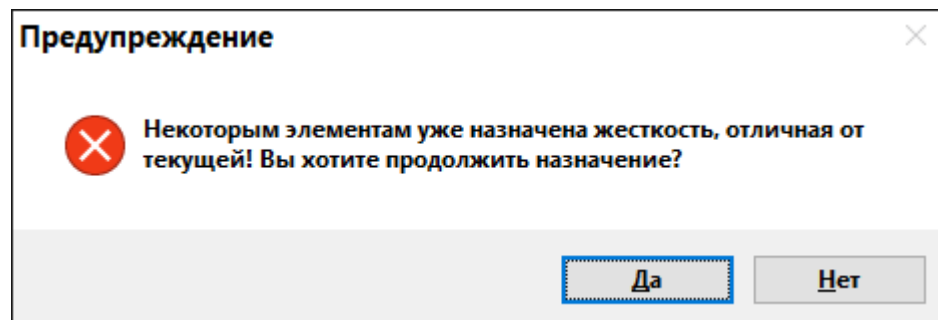 Предупреждение
Некоторым элементам уже назначена жесткость, отличная от
текущей! Вы хотите продолжить назначение?
Да
Нет